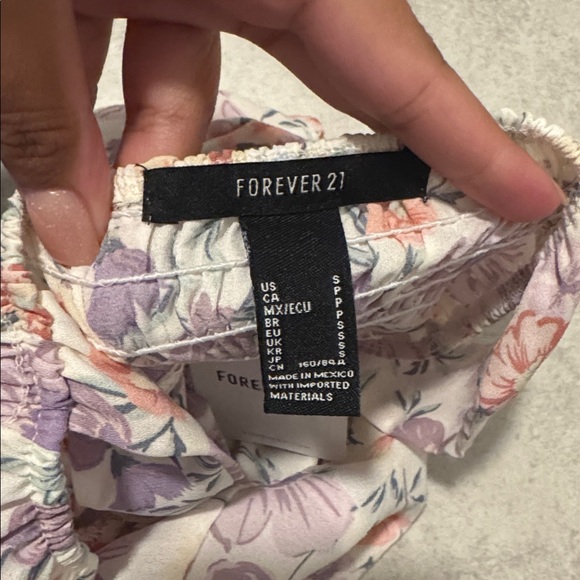 FOREVER 21
US S
CA P
MX/ECU P
BR P
EU S
UK S
KR S
JP S
CN 160/84A
MADE IN MEXICO
WITH IMPORTED
MATERIALS
FORE